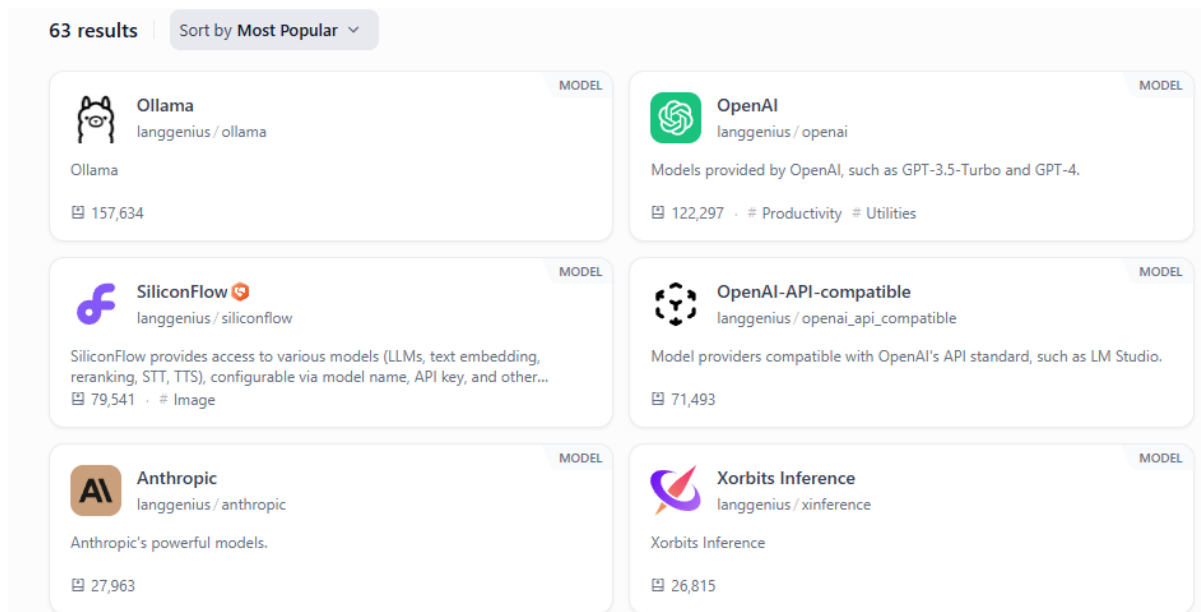 63 results
Sort by Most Popular
MODEL
Ollama
langgenius / ollama
Ollama
157,634
MODEL
OpenAI
langgenius / openai
Models provided by OpenAI, such as GPT-3.5-Turbo and GPT-4.
122,297 · # Productivity # Utilities
MODEL
SiliconFlow
langgenius / siliconflow
SiliconFlow provides access to various models (LLMs, text embedding,
reranking, STT, TTS), configurable via model name, API key, and other...
79,541 · # Image
MODEL
OpenAI-API-compatible
langgenius / openai_api_compatible
Model providers compatible with OpenAI's API standard, such as LM Studio.
71,493
MODEL
Anthropic
langgenius / anthropic
Anthropic's powerful models.
27,963
MODEL
Xorbits Inference
langgenius / xinference
Xorbits Inference
26,815